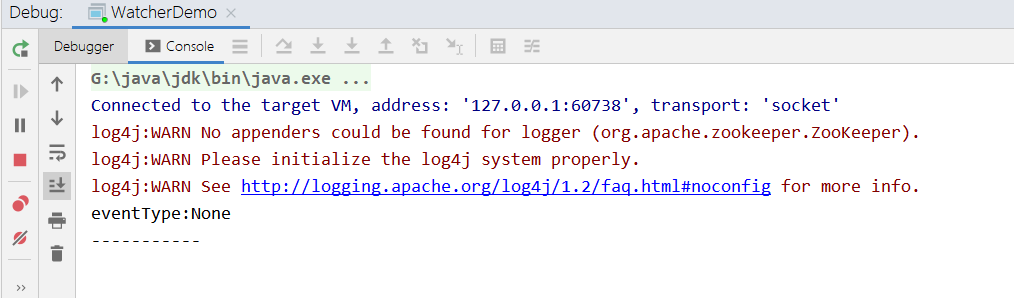 Debug: WatcherDemo
Debugger Console
G:\java\jdk\bin\java.exe ...
Connected to the target VM, address: '127.0.0.1:60738', transport: 'socket'
log4j:WARN No appenders could be found for logger (org.apache.zookeeper.ZooKeeper).
log4j:WARN Please initialize the log4j system properly.
log4j:WARN See http://logging.apache.org/log4j/1.2/faq.html#noconfig for more info.
eventType:None
-----------